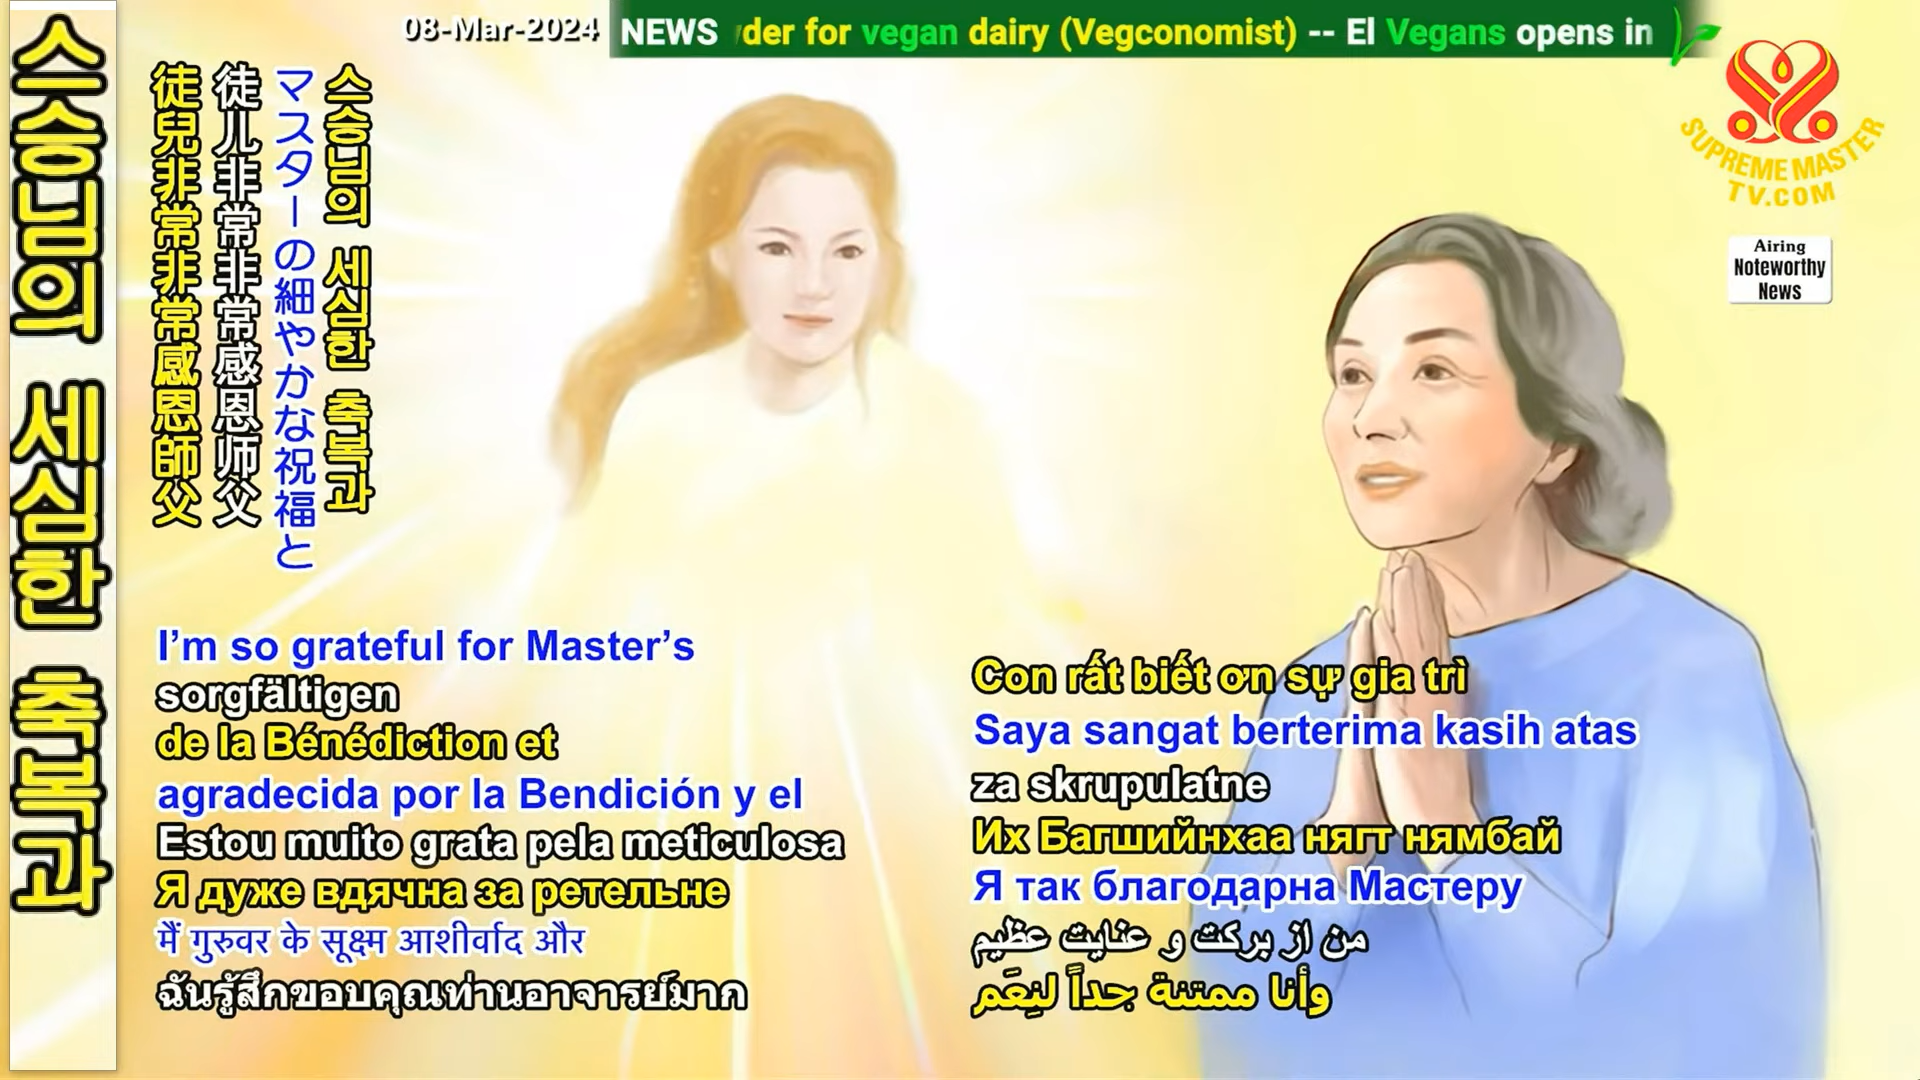 08-Mar-2024
NEWS der for vegan dairy (Vegconomist) -- El Vegans opens in
SUPREME MASTER
TV.COM
Airing
Noteworthy
News
스승님의 세심한 축복과
徒兒非常非常感恩師父
徒儿非常非常感恩师父
マスターの細やかな祝福と
스승님의 세심한 축복과
I'm so grateful for Master's
sorgfältigen
de la Bénédiction et
agradecida por la Bendición y el
Estou muito grata pela meticulosa
Я дуже вдячна за ретельне
मैं गुरुवर के सूक्ष्म आशीर्वाद और
ฉันรู้สึกขอบคุณท่านอาจารย์มาก
Con rất biết ơn sự gia trì
Saya sangat berterima kasih atas
za skrupulatne
Их Багшийнхаа нягт нямбай
Я так благодарна Мастеру
من از برکت و عنایت عظیم
وأنا ممتنة جداً لنِعَم